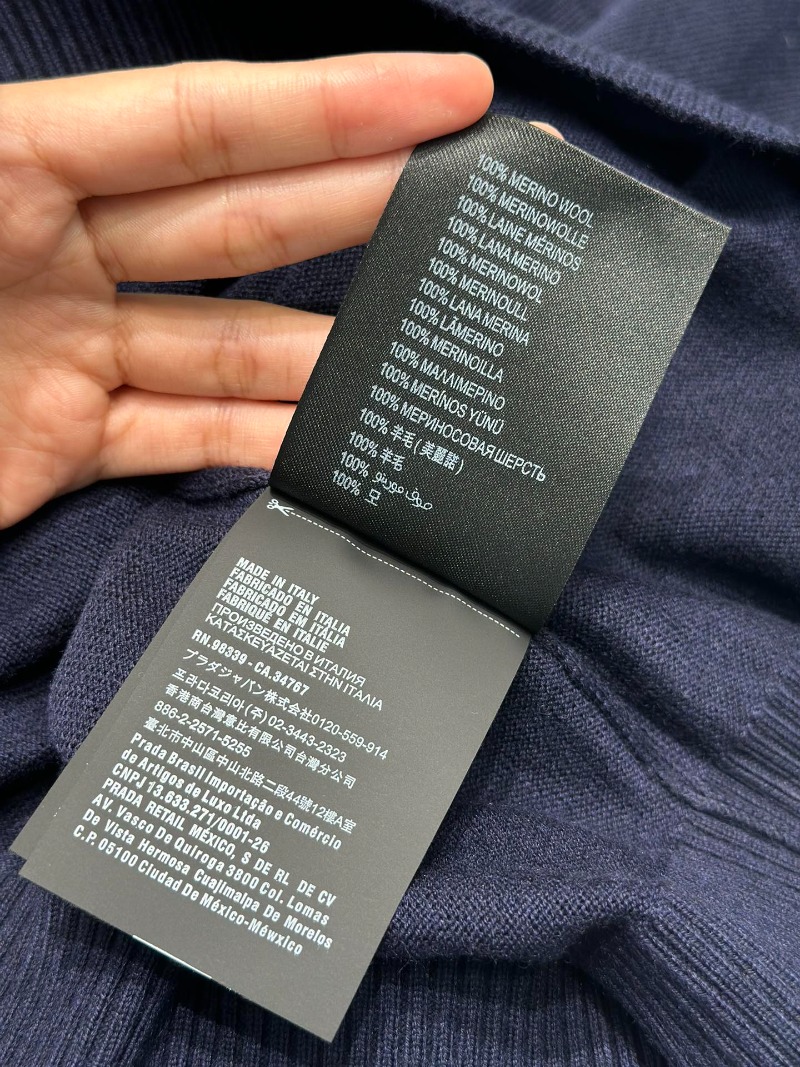 100% MERINO WOOL
100% MERINOWOLLE
100% LAINE MÉRINOS
100% LANA MERINO
100% MERINOWOL
100% MERINOULL
100% LANA MERINA
100% LÃMERINO
100% MERINOILLA
100% ΜΑΛΛΙΜΕΡΙΝΟ
100% MERİNOS YÜNÜ
100% МЕРИНОСОВАЯ ШЕРСТЬ
100% 羊毛(美麗諾)
100% 羊毛
100% صوف مورينو
100% 모
MADE IN ITALY
FABRICADO EN ITALIA
FABRICADO EM ITÁLIA
FABRIQUE EN ITALIE
ПРОИЗВЕДЕНО В ИТАЛИЯ
ΚΑΤΑΣΚΕΥΑΖΕΤΑΙ ΣΤΗΝ ΙΤΑΛΙΑ
RN.98339 - CA.34767
プラダジャパン株式会社0120-559-914
프라다코리아(주)02-3443-2323
香港商台灣意比有限公司台灣分公司
886-2-2571-5255
臺北市中山區中山北路二段44號12樓A室
Prada Brasil Importação e Comércio
de Artigos de Luxo Ltda
CNPJ 13.633.271/0001-26
PRADA RETAIL MÉXICO, S DE RL DE CV
AV. Vasco De Quiroga 3800 Col. Lomas
De Vista Hermosa Cuajimalpa De Morelos
C.P. 05100 Ciudad De México-Méwxico